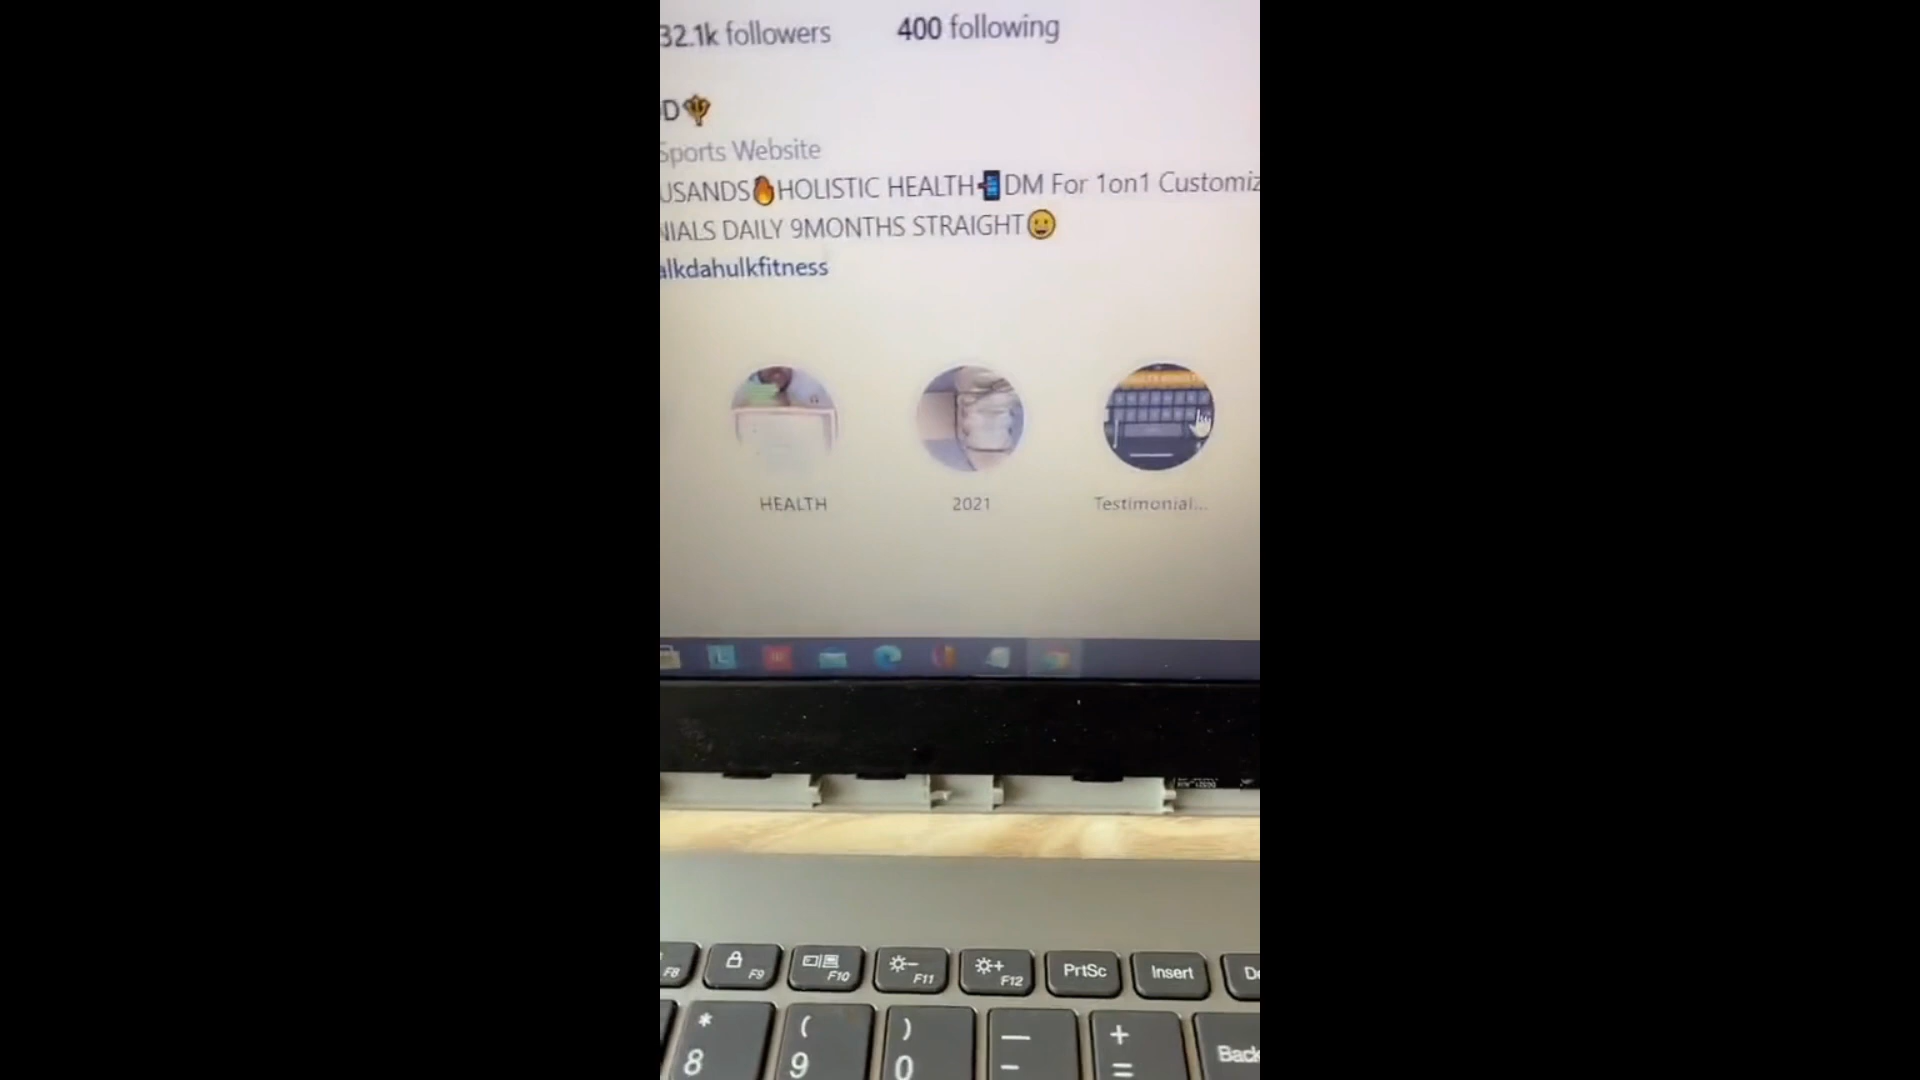 32.1k followers 400 following
D🔱
Sports Website
USANDS🔥HOLISTIC HEALTH📲DM For 1on1 Customiz
NIALS DAILY 9MONTHS STRAIGHT😀
alkdahulkfitness
HEALTH 2021 Testimonial...
F8 F9 F10 F11 F12 PrtSc Insert De
* ( ) — +
8 9 0 - = Back